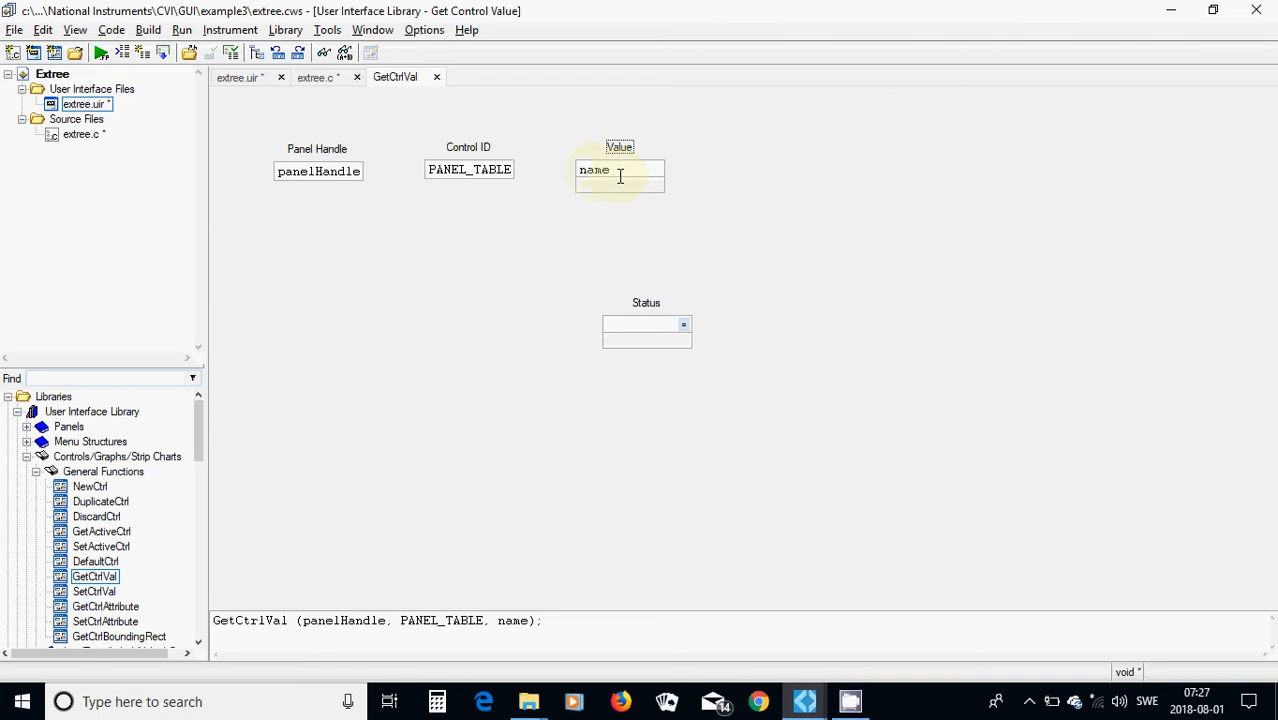 c:\...\National Instruments\CVI\GUI\example3\extree.cws - [User Interface Library - Get Control Value]
File Edit View Code Build Run Instrument Library Tools Window Options Help
Extree
User Interface Files
extree.uir *
Source Files
extree.c *
extree.uir * extree.c * GetCtrlVal
Panel Handle Control ID Value
panelHandle PANEL_TABLE name
Status
Find
Libraries
User Interface Library
Panels
Menu Structures
Controls/Graphs/Strip Charts
General Functions
NewCtrl
DuplicateCtrl
DiscardCtrl
GetActiveCtrl
SetActiveCtrl
DefaultCtrl
GetCtrlVal
SetCtrlVal
GetCtrlAttribute
SetCtrlAttribute
GetCtrlBoundingRect
GetCtrlVal (panelHandle, PANEL_TABLE, name);
void *
Type here to search
14
SWE
07:27
2018-08-01